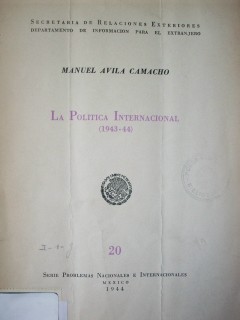 SECRETARIA DE RELACIONES EXTERIORES
DEPARTAMENTO DE INFORMACION PARA EL EXTRANJERO
MANUEL AVILA CAMACHO
LA POLITICA INTERNACIONAL
(1943-44)
20
SERIE PROBLEMAS NACIONALES E INTERNACIONALES
MEXICO
1944